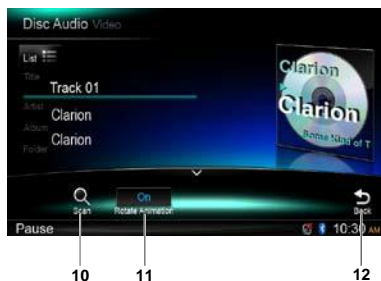 Disc Audio Video
List
Title
Track 01
Artist
Clarion
Album
Clarion
Folder
Clarion
Clarion
Some Kind of T
Scan
On
Rotate Animation
Back
Pause
10:30 AM
10 11 12